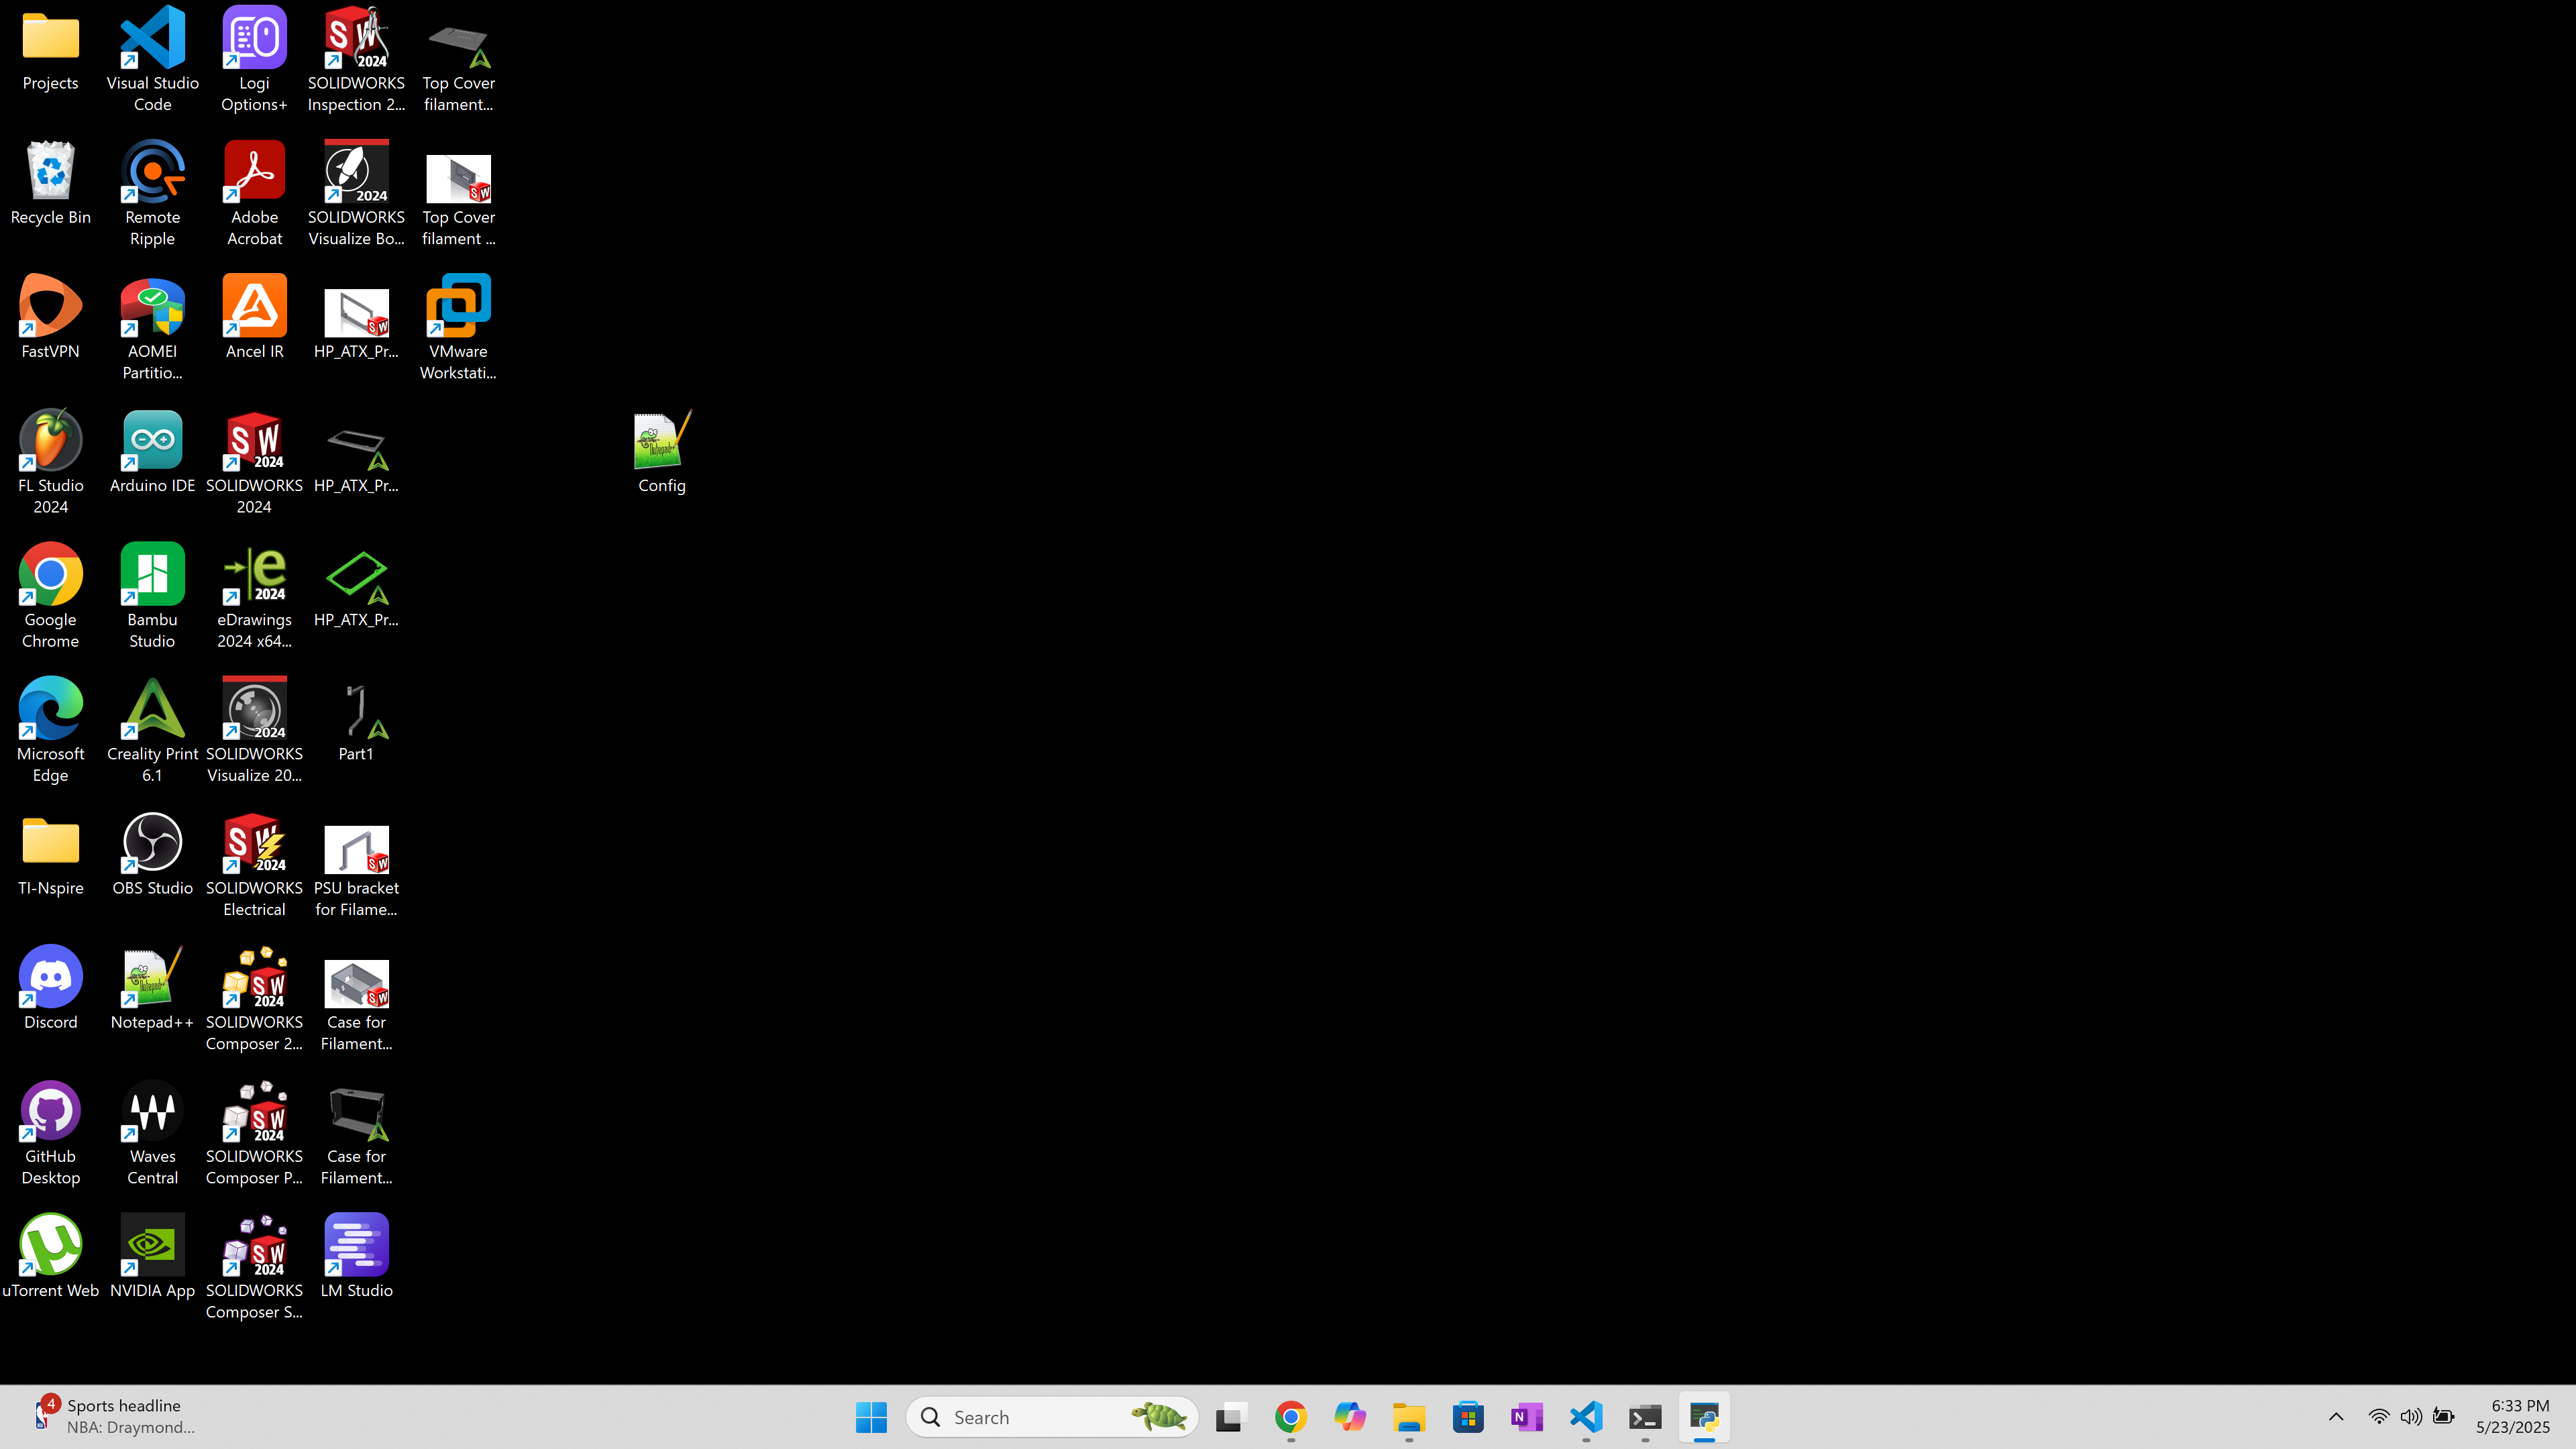 Projects
Visual Studio
Code
Logi
Options+
SOLIDWORKS
Inspection 2...
Top Cover
filament...
Recycle Bin
Remote
Ripple
Adobe
Acrobat
SOLIDWORKS
Visualize Bo...
Top Cover
filament ...
FastVPN
AOMEI
Partitio...
Ancel IR
HP_ATX_Pr...
VMware
Workstati...
FL Studio
2024
Arduino IDE
SOLIDWORKS
2024
HP_ATX_Pr...
Config
Google
Chrome
Bambu
Studio
eDrawings
2024 x64...
HP_ATX_Pr...
Microsoft
Edge
Creality Print
6.1
SOLIDWORKS
Visualize 20...
Part1
TI-Nspire
OBS Studio
SOLIDWORKS
Electrical
PSU bracket
for Filame...
Discord
Notepad++
SOLIDWORKS
Composer 2...
Case for
Filament...
GitHub
Desktop
Waves
Central
SOLIDWORKS
Composer P...
Case for
Filament...
uTorrent Web
NVIDIA App
SOLIDWORKS
Composer S...
LM Studio
4
Sports headline
NBA: Draymond...
Search
6:33 PM
5/23/2025